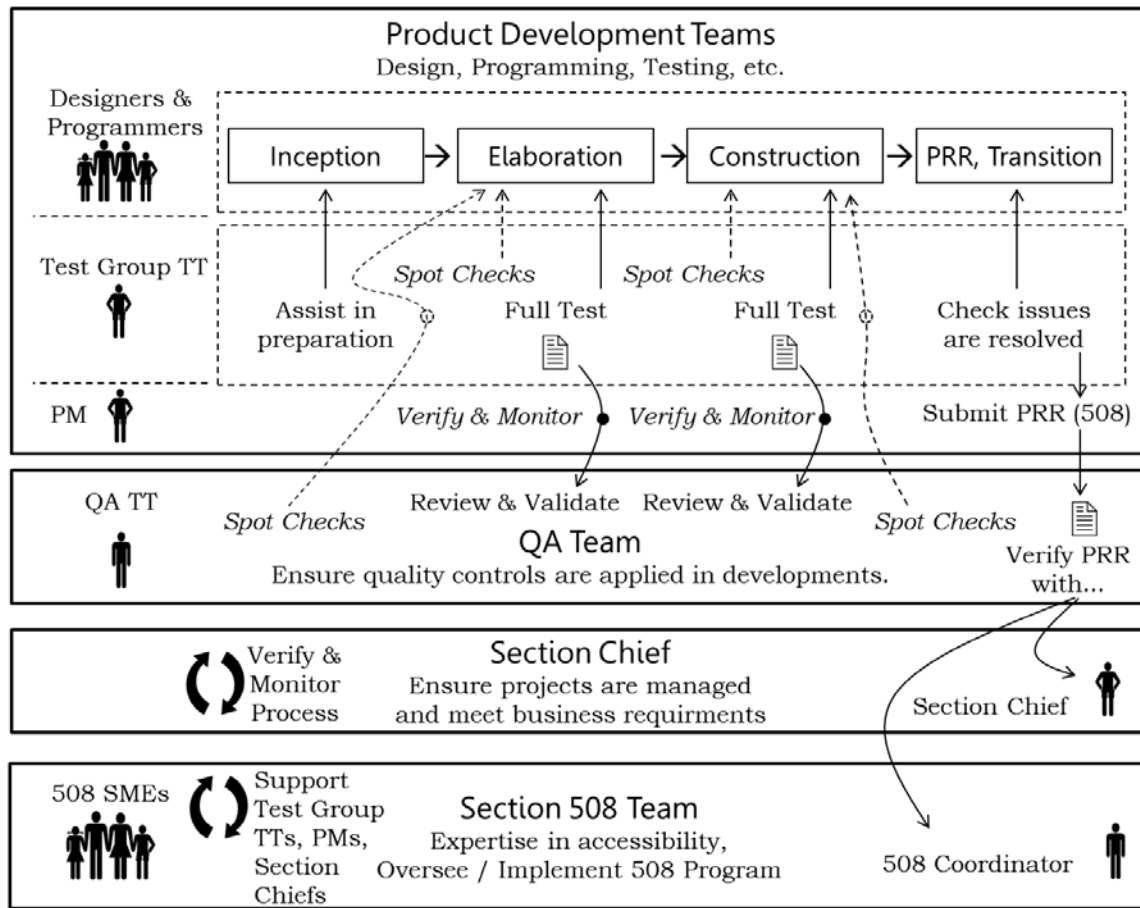 Product Development Teams
Design, Programming, Testing, etc.
Designers &
Programmers
Inception
Elaboration
Construction
PRR, Transition
Test Group TT
Spot Checks
Spot Checks
Assist in
preparation
Full Test
Full Test
Check issues
are resolved
PM
Verify & Monitor
Verify & Monitor
Submit PRR (508)
QA TT
Spot Checks
Review & Validate
Review & Validate
Spot Checks
QA Team
Ensure quality controls are applied in developments.
Verify PRR
with...
Verify &
Monitor
Process
Section Chief
Ensure projects are managed
and meet business requirments
Section Chief
508 SMEs
Support
Test Group
TTs, PMs,
Section
Chiefs
Section 508 Team
Expertise in accessibility,
Oversee / Implement 508 Program
508 Coordinator